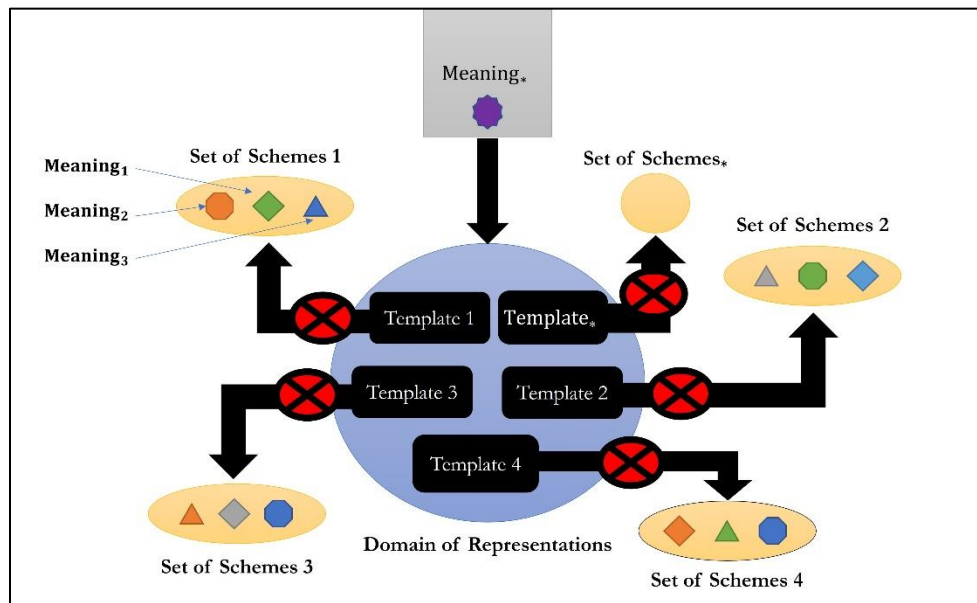 Meaning*
Set of Schemes 1
Set of Schemes*
Meaning₁
Meaning₂
Meaning₃
Set of Schemes 2
Template 1
Template*
Template 3
Template 2
Template 4
Domain of Representations
Set of Schemes 3
Set of Schemes 4